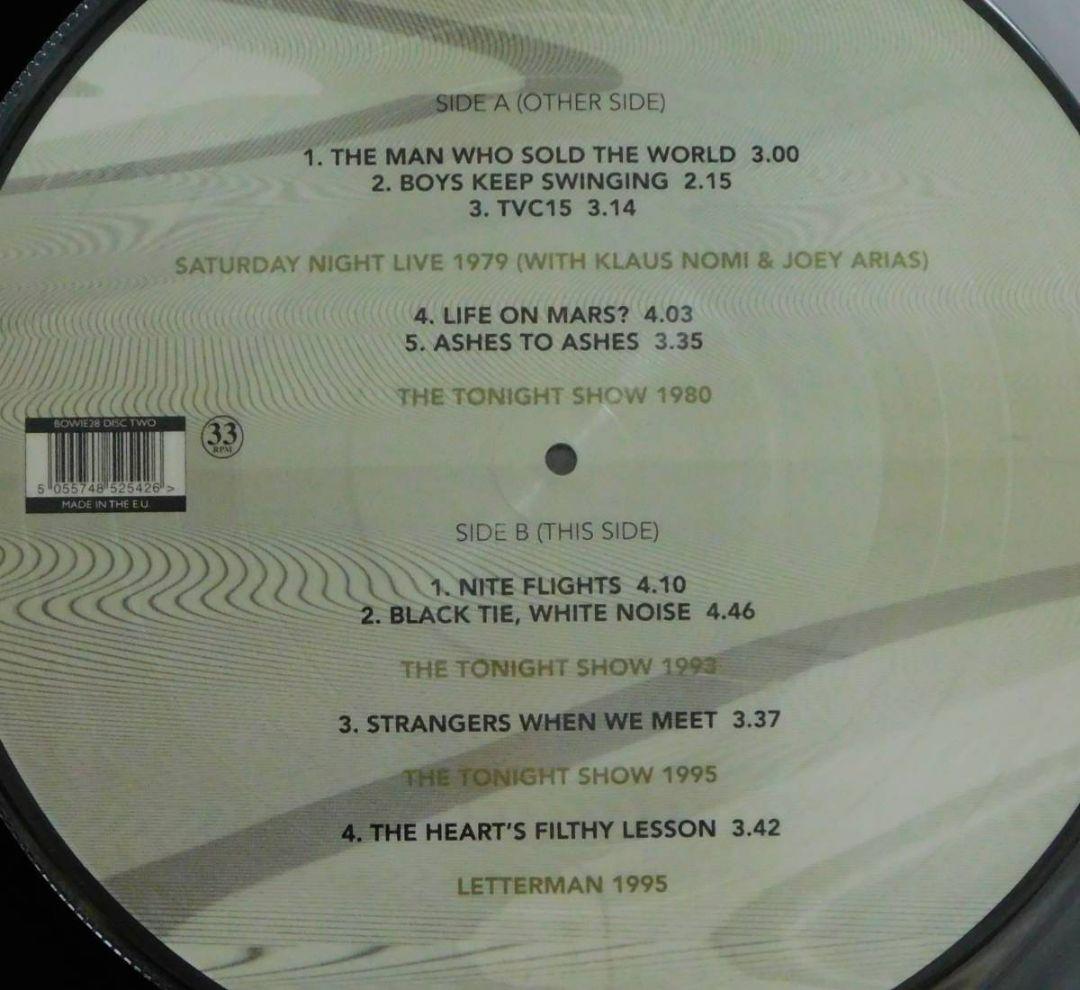 SIDE A (OTHER SIDE)
1. THE MAN WHO SOLD THE WORLD 3.00
2. BOYS KEEP SWINGING 2.15
3. TVC15 3.14
SATURDAY NIGHT LIVE 1979 (WITH KLAUS NOMI & JOEY ARIAS)
4. LIFE ON MARS? 4.03
5. ASHES TO ASHES 3.35
THE TONIGHT SHOW 1980
BOWIE28 DISC TWO
5 055748 525426 >
MADE IN THE E.U.
33
RPM
SIDE B (THIS SIDE)
1. NITE FLIGHTS 4.10
2. BLACK TIE, WHITE NOISE 4.46
THE TONIGHT SHOW 1993
3. STRANGERS WHEN WE MEET 3.37
THE TONIGHT SHOW 1995
4. THE HEART'S FILTHY LESSON 3.42
LETTERMAN 1995